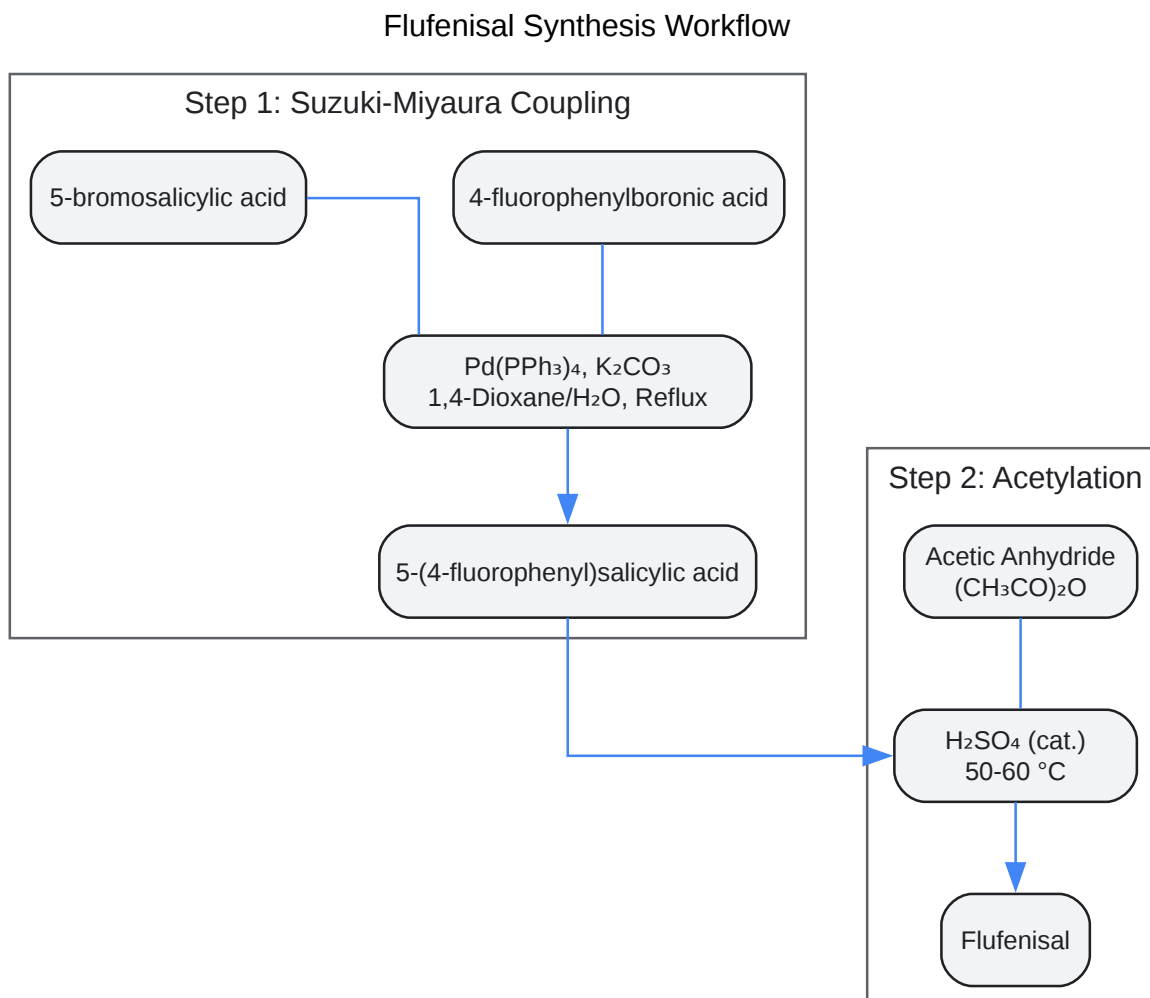 Flufenisal Synthesis Workflow
Step 1: Suzuki-Miyaura Coupling
5-bromosalicylic acid
4-fluorophenylboronic acid
Pd(PPh₃)₄, K₂CO₃
1,4-Dioxane/H₂O, Reflux
5-(4-fluorophenyl)salicylic acid
Step 2: Acetylation
Acetic Anhydride
(CH₃CO)₂O
H₂SO₄ (cat.)
50-60 °C
Flufenisal